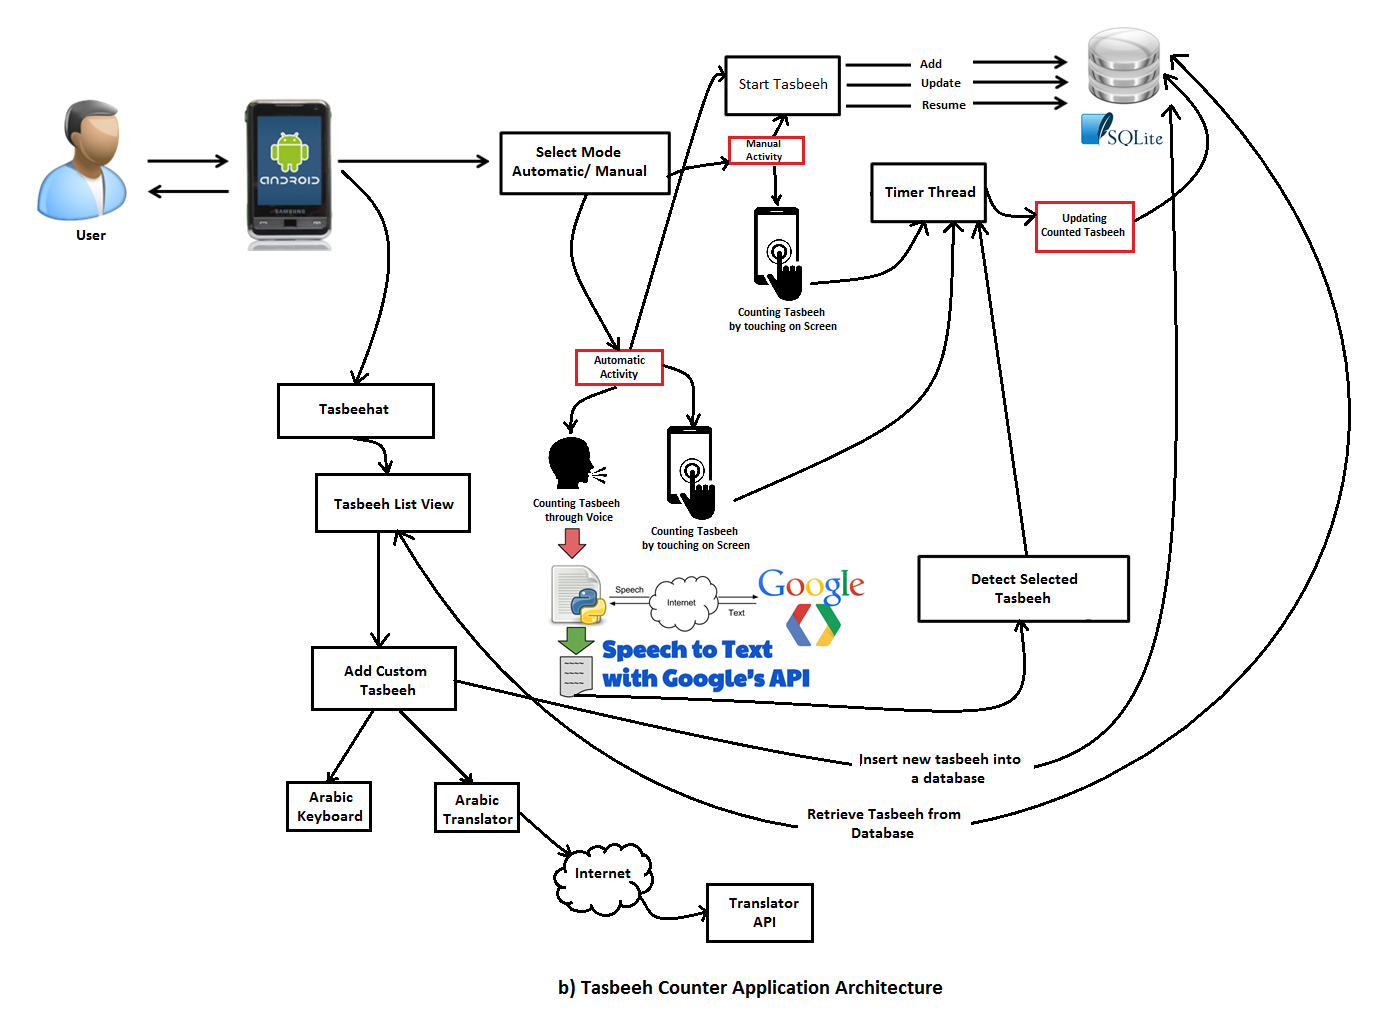 Start Tasbeeh
Add
Update
Resume
SQLite
User
ANDROID
SAMSUNG
Select Mode
Automatic/ Manual
Manual
Activity
Timer Thread
Updating
Counted Tasbeeh
Counting Tasbeeh
by touching on Screen
Automatic
Activity
Tasbeehat
Tasbeeh List View
Counting Tasbeeh
through Voice
Counting Tasbeeh
by touching on Screen
Speech
Internet
Text
Google
Speech to Text
with Google's API
Detect Selected
Tasbeeh
Add Custom
Tasbeeh
Insert new tasbeeh into
a database
Retrieve Tasbeeh from
Database
Arabic
Keyboard
Arabic
Translator
Internet
Translator
API
b) Tasbeeh Counter Application Architecture